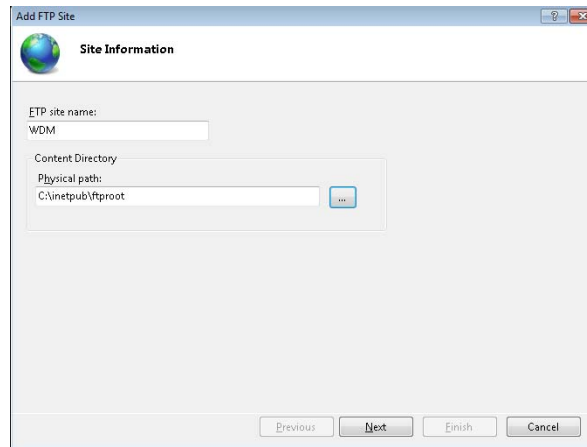 Add FTP Site
Site Information
FTP site name:
WDM
Content Directory
Physical path:
C:\inetpub\ftproot
...
Previous Next Finish Cancel